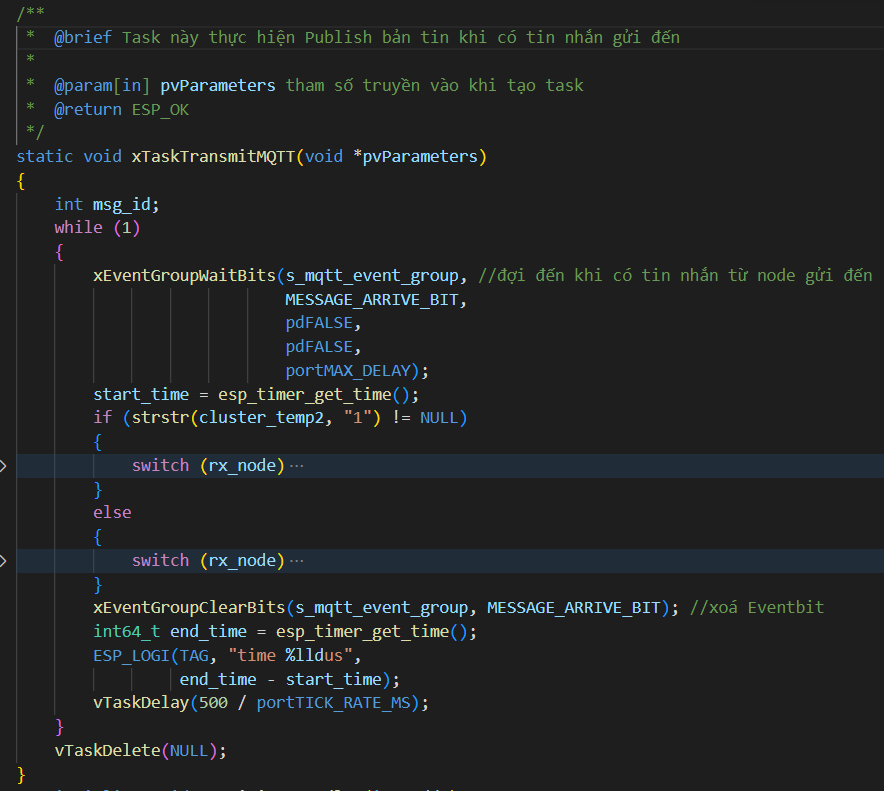 /**
 *  @brief Task này thực hiện Publish bản tin khi có tin nhắn gửi đến
 *
 *  @param[in] pvParameters tham số truyền vào khi tạo task
 *  @return ESP_OK
 */
static void xTaskTransmitMQTT(void *pvParameters)
{
    int msg_id;
    while (1)
    {
        xEventGroupWaitBits(s_mqtt_event_group, //đợi đến khi có tin nhắn từ node gửi đến
                            MESSAGE_ARRIVE_BIT,
                            pdFALSE,
                            pdFALSE,
                            portMAX_DELAY);
        start_time = esp_timer_get_time();
        if (strstr(cluster_temp2, "1") != NULL)
        {
            switch (rx_node)···
        }
        else
        {
            switch (rx_node)···
        }
        xEventGroupClearBits(s_mqtt_event_group, MESSAGE_ARRIVE_BIT); //xoá Eventbit
        int64_t end_time = esp_timer_get_time();
        ESP_LOGI(TAG, "time %lldus",
                 end_time - start_time);
        vTaskDelay(500 / portTICK_RATE_MS);
    }
    vTaskDelete(NULL);
}